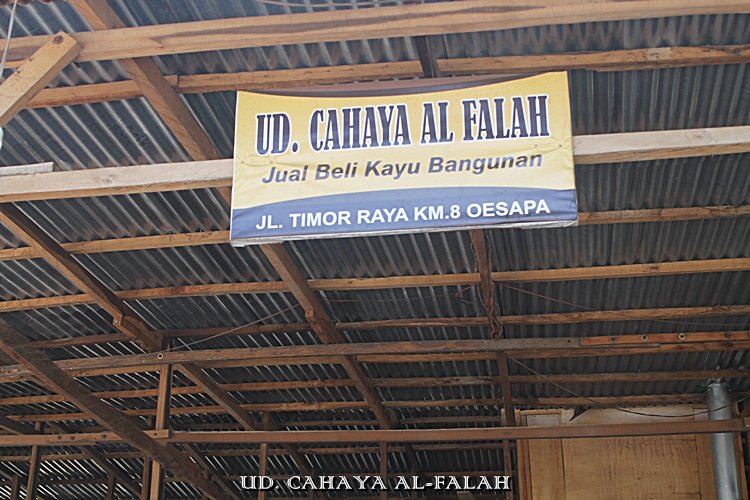 UD. CAHAYA AL FALAH
Jual Beli Kayu Bangunan
JL. TIMOR RAYA KM.8 OESAPA
UD. CAHAYA AL-FALAH